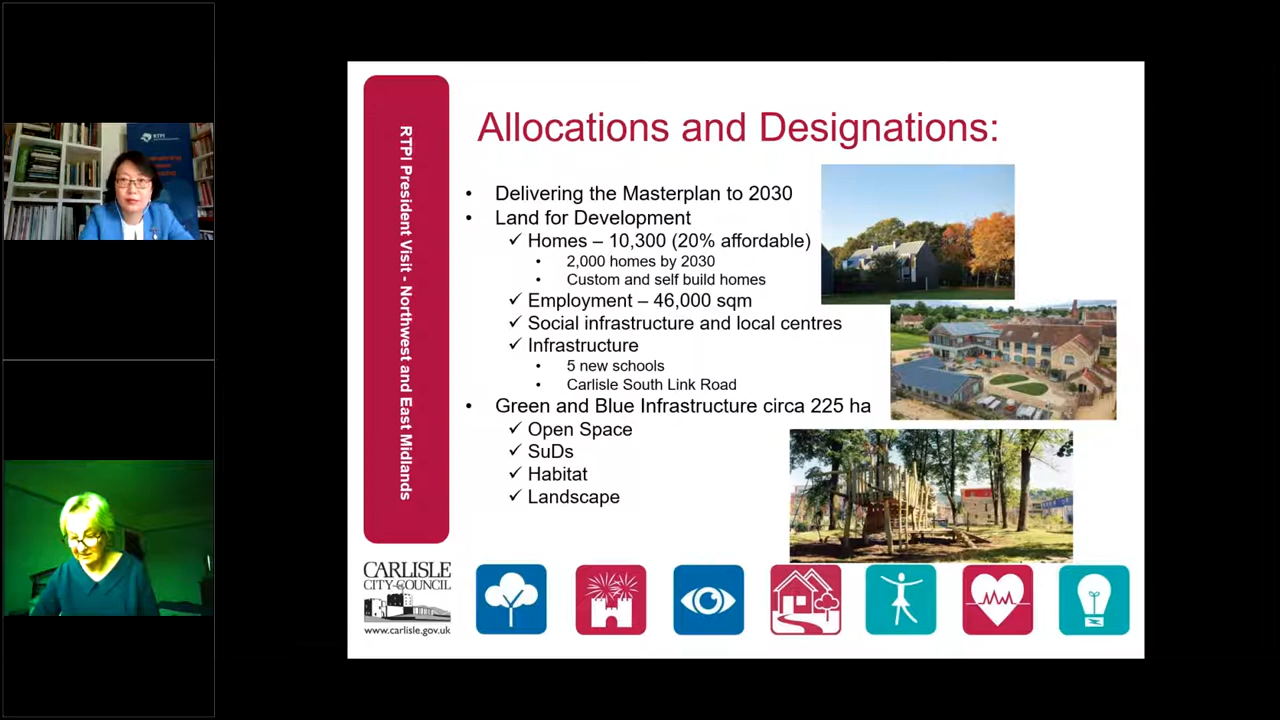 RTPI
RTPI President Visit - Northwest and East Midlands
Allocations and Designations:
• Delivering the Masterplan to 2030
• Land for Development
✓ Homes – 10,300 (20% affordable)
• 2,000 homes by 2030
• Custom and self build homes
✓ Employment – 46,000 sqm
✓ Social infrastructure and local centres
✓ Infrastructure
• 5 new schools
• Carlisle South Link Road
• Green and Blue Infrastructure circa 225 ha
✓ Open Space
✓ SuDs
✓ Habitat
✓ Landscape
CARLISLE
CITY·COUNCIL
www.carlisle.gov.uk